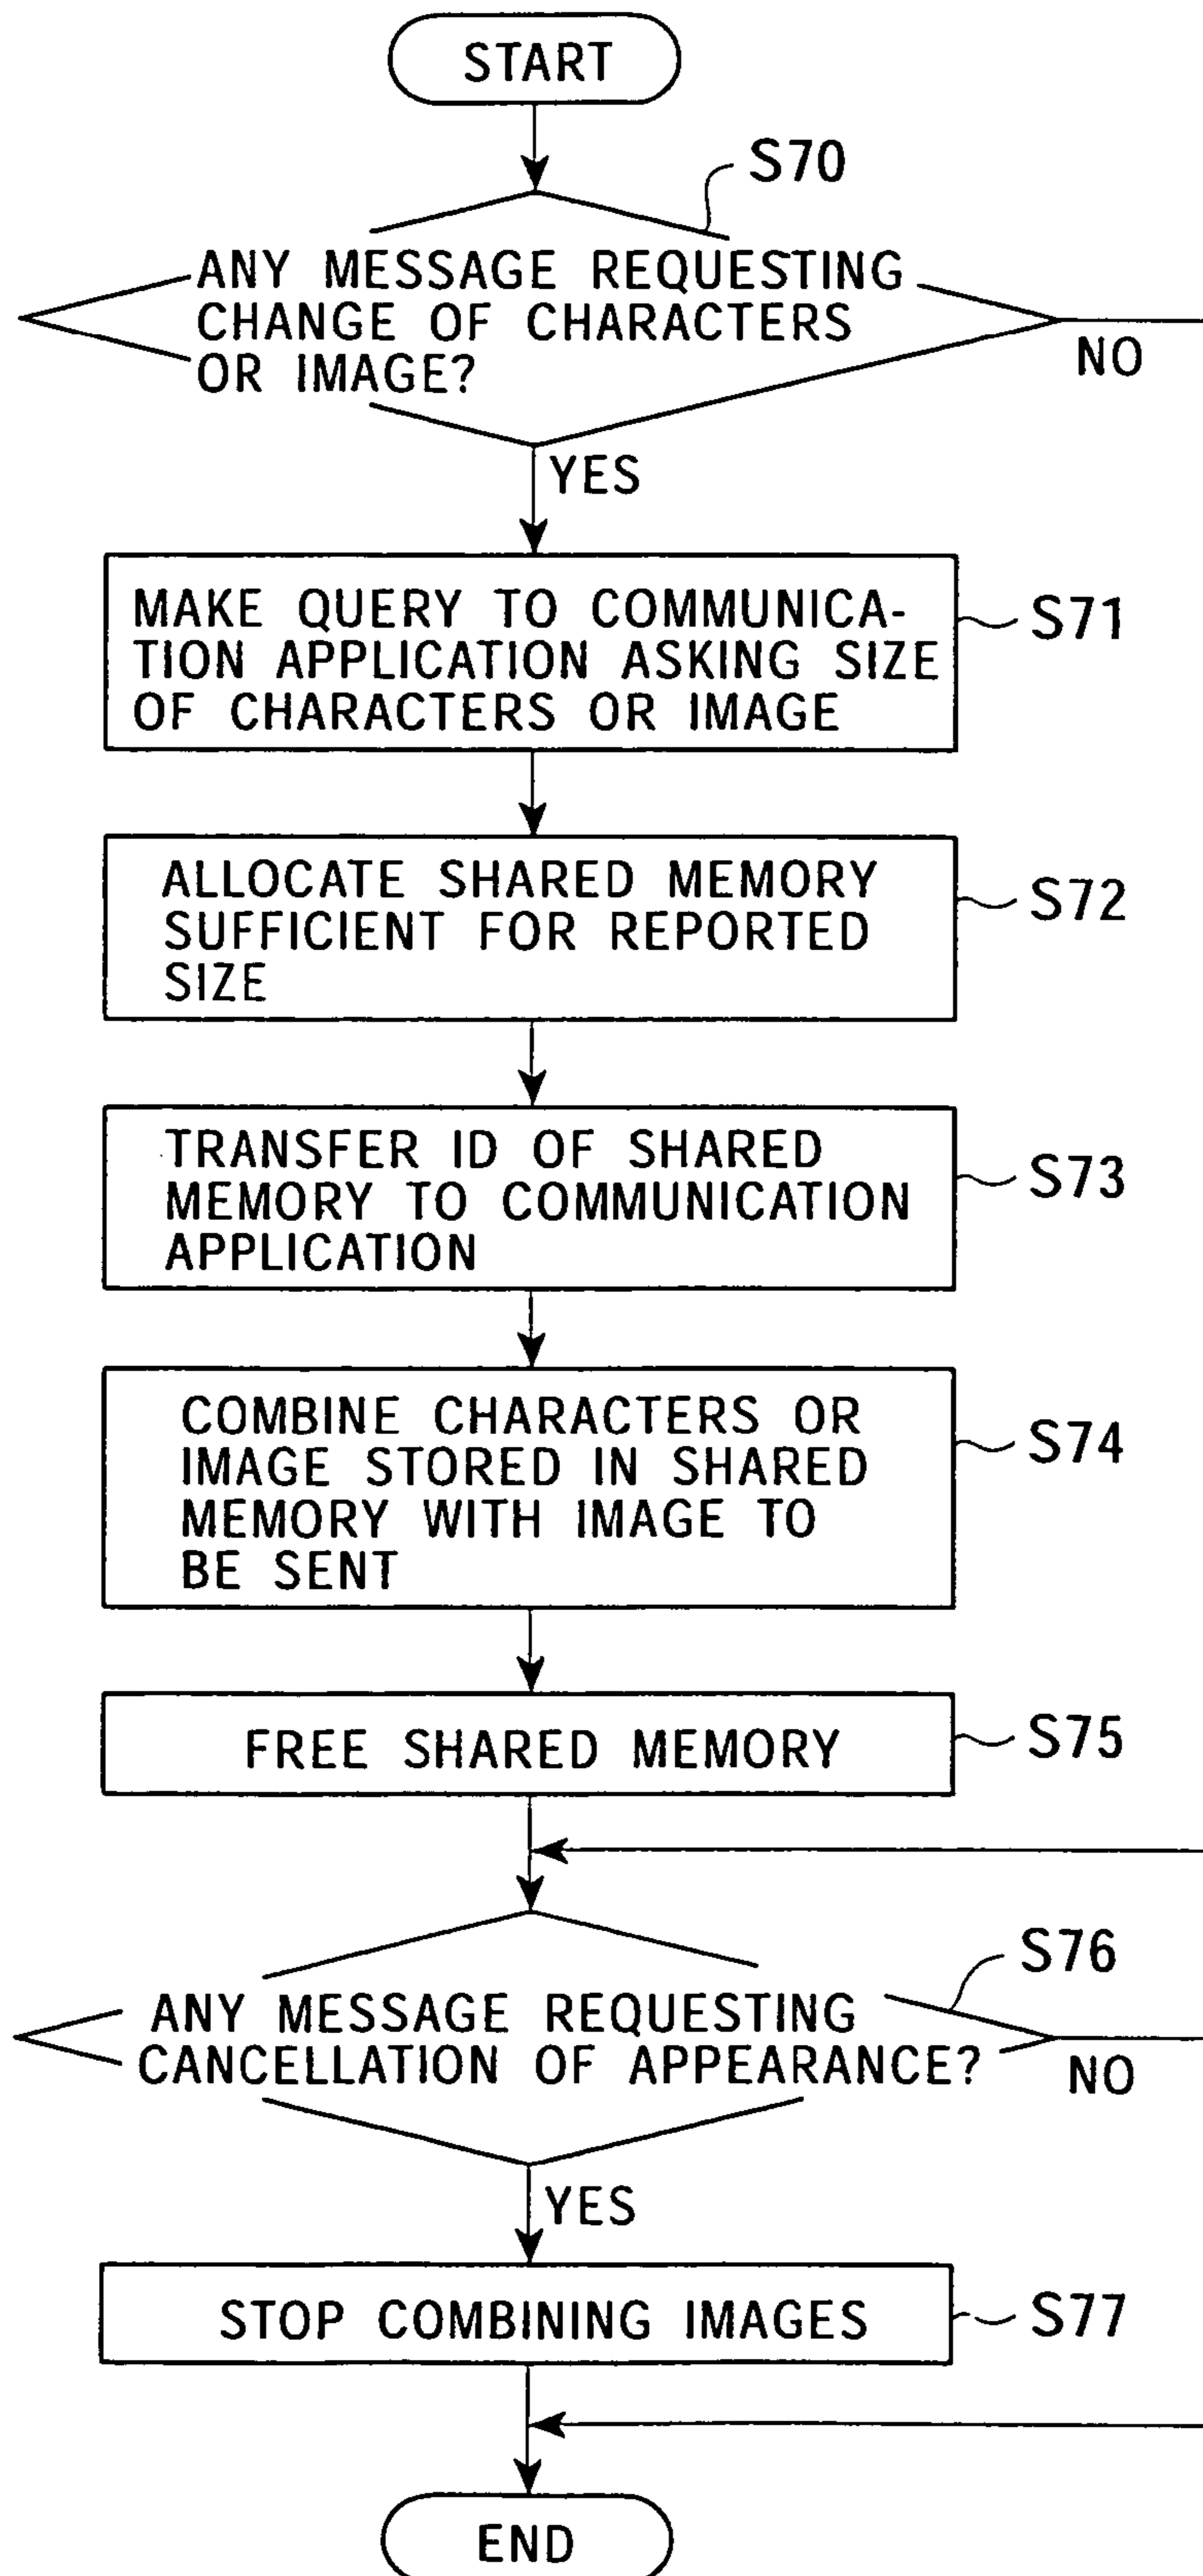 START
S70
ANY MESSAGE REQUESTING
CHANGE OF CHARACTERS
OR IMAGE?
NO
YES
MAKE QUERY TO COMMUNICA-
TION APPLICATION ASKING SIZE
OF CHARACTERS OR IMAGE
S71
ALLOCATE SHARED MEMORY
SUFFICIENT FOR REPORTED
SIZE
S72
TRANSFER ID OF SHARED
MEMORY TO COMMUNICATION
APPLICATION
S73
COMBINE CHARACTERS OR
IMAGE STORED IN SHARED
MEMORY WITH IMAGE TO
BE SENT
S74
FREE SHARED MEMORY
S75
S76
ANY MESSAGE REQUESTING
CANCELLATION OF APPEARANCE?
NO
YES
STOP COMBINING IMAGES
S77
END